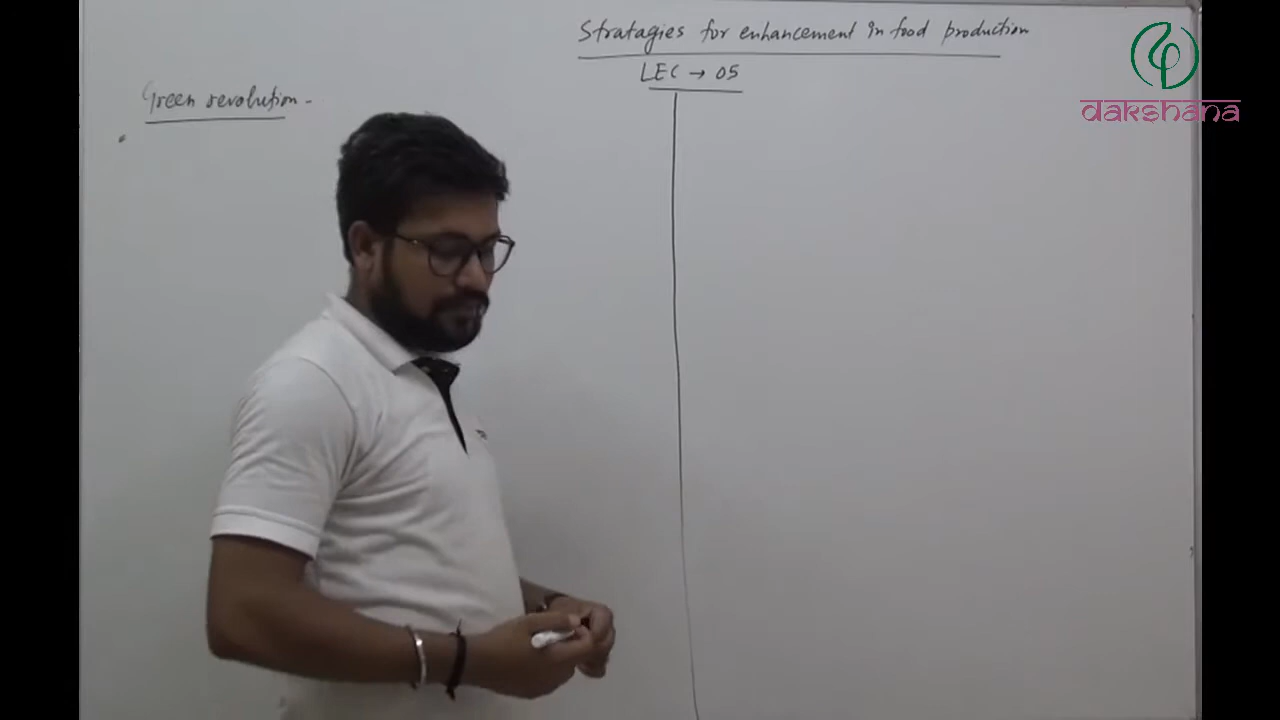 Stratagies for enhancement in food production
LEC → 05
Green revolution -
dakshana